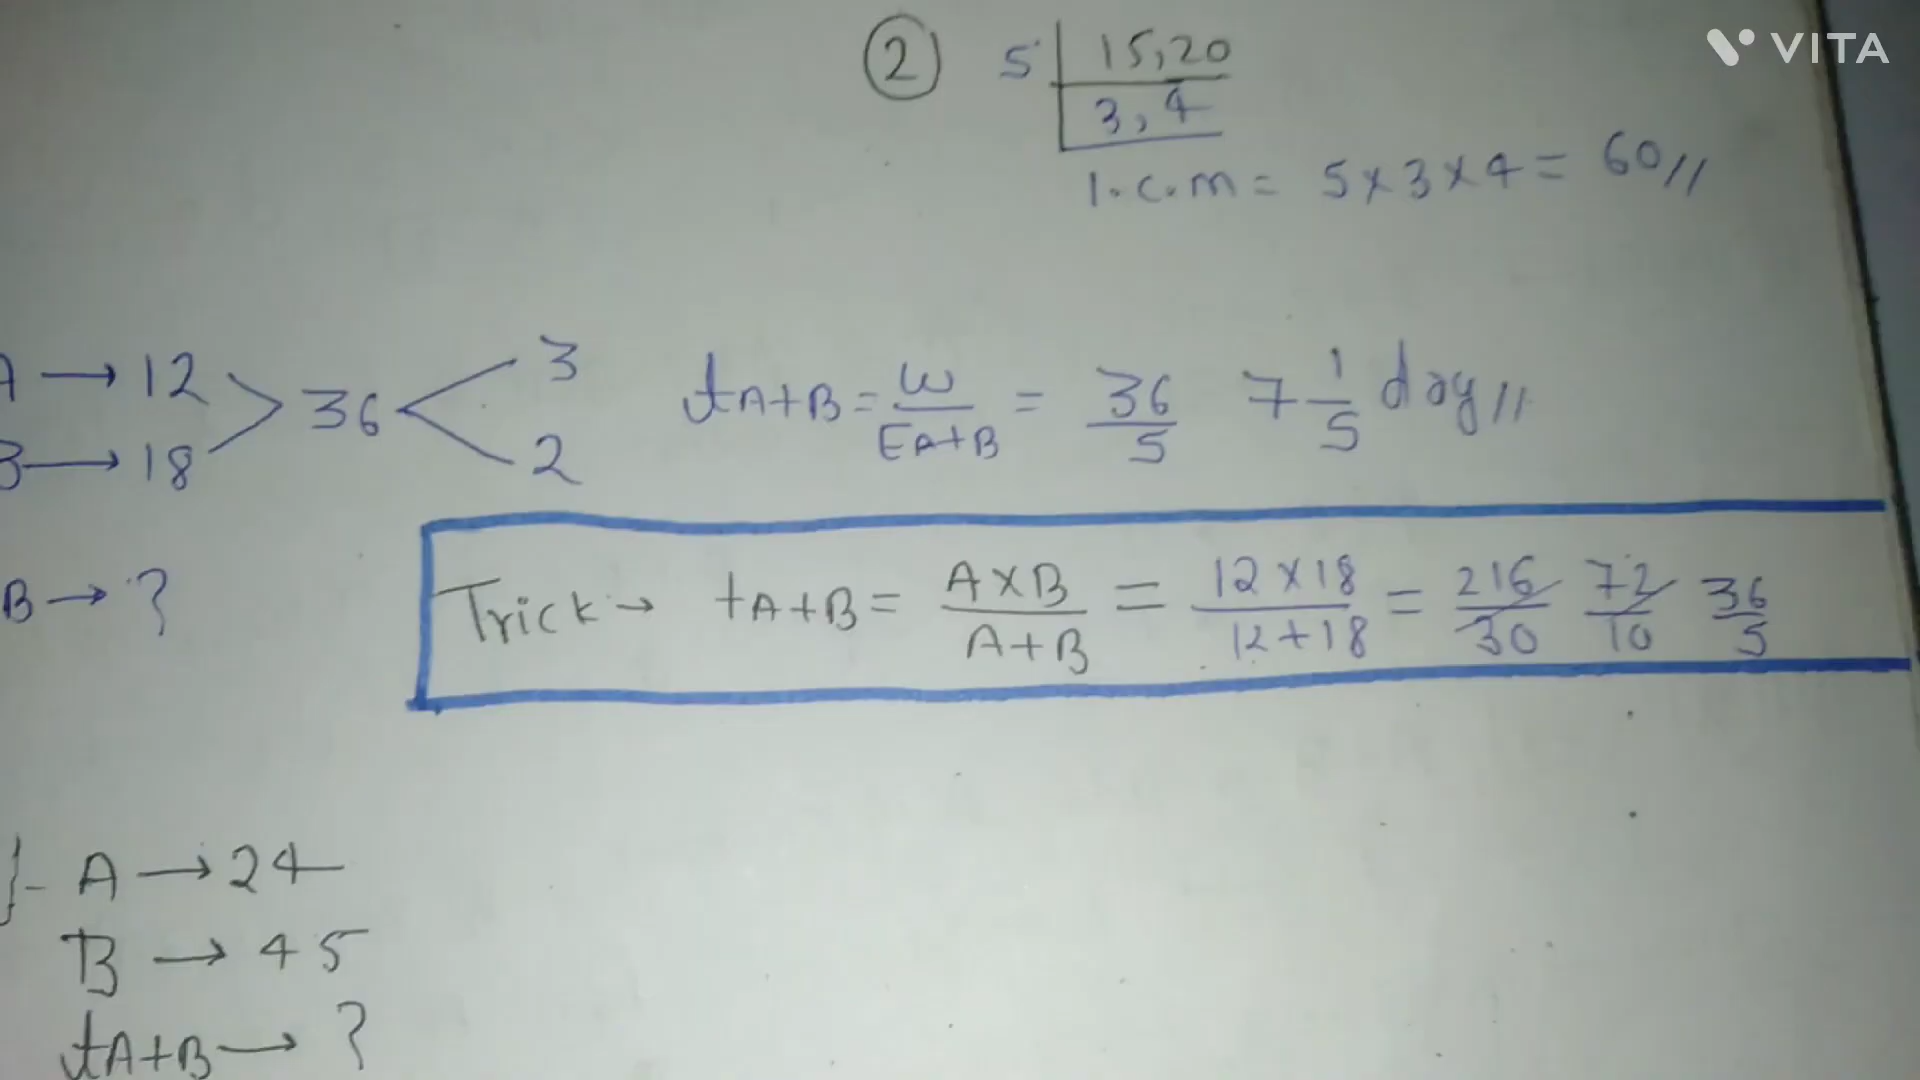 VITA
② 5 | 15,20
3, 4
l.c.m = 5×3×4 = 60//
A → 12
B → 18
36
3
2
tA+B = W/EA+B = 36/5 7 1/5 day//
B → ?
Trick → tA+B = A×B/A+B = 12×18/12+18 = 216/30 72/10 36/5
A → 24
B → 45
tA+B → ?